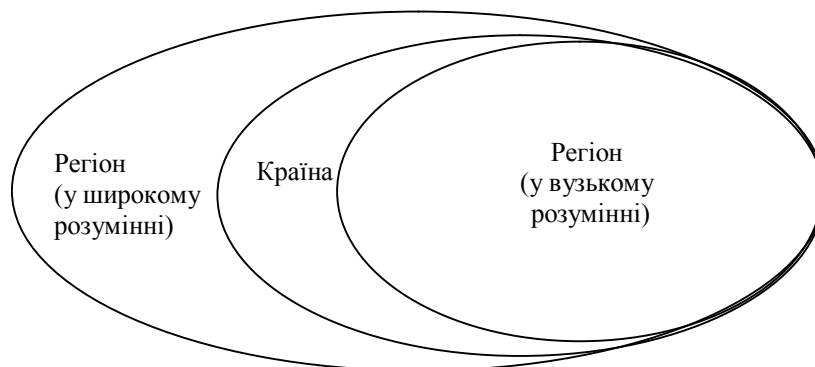 Регіон
(у широкому
розумінні)
Країна
Регіон
(у вузькому
розумінні)